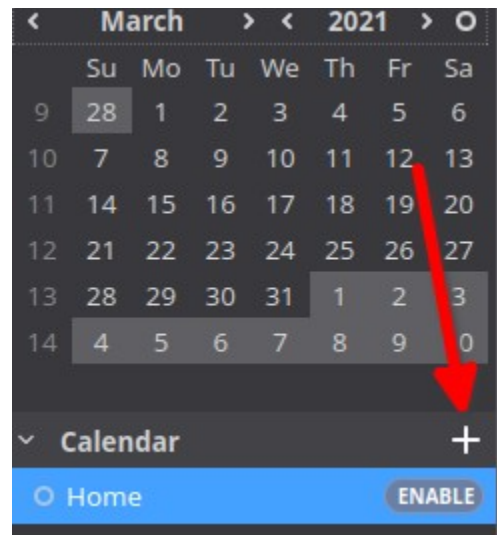 March 2021
Su Mo Tu We Th Fr Sa
9 28 1 2 3 4 5 6
10 7 8 9 10 11 12 13
11 14 15 16 17 18 19 20
12 21 22 23 24 25 26 27
13 28 29 30 31 1 2 3
14 4 5 6 7 8 9 0
Calendar
Home ENABLE